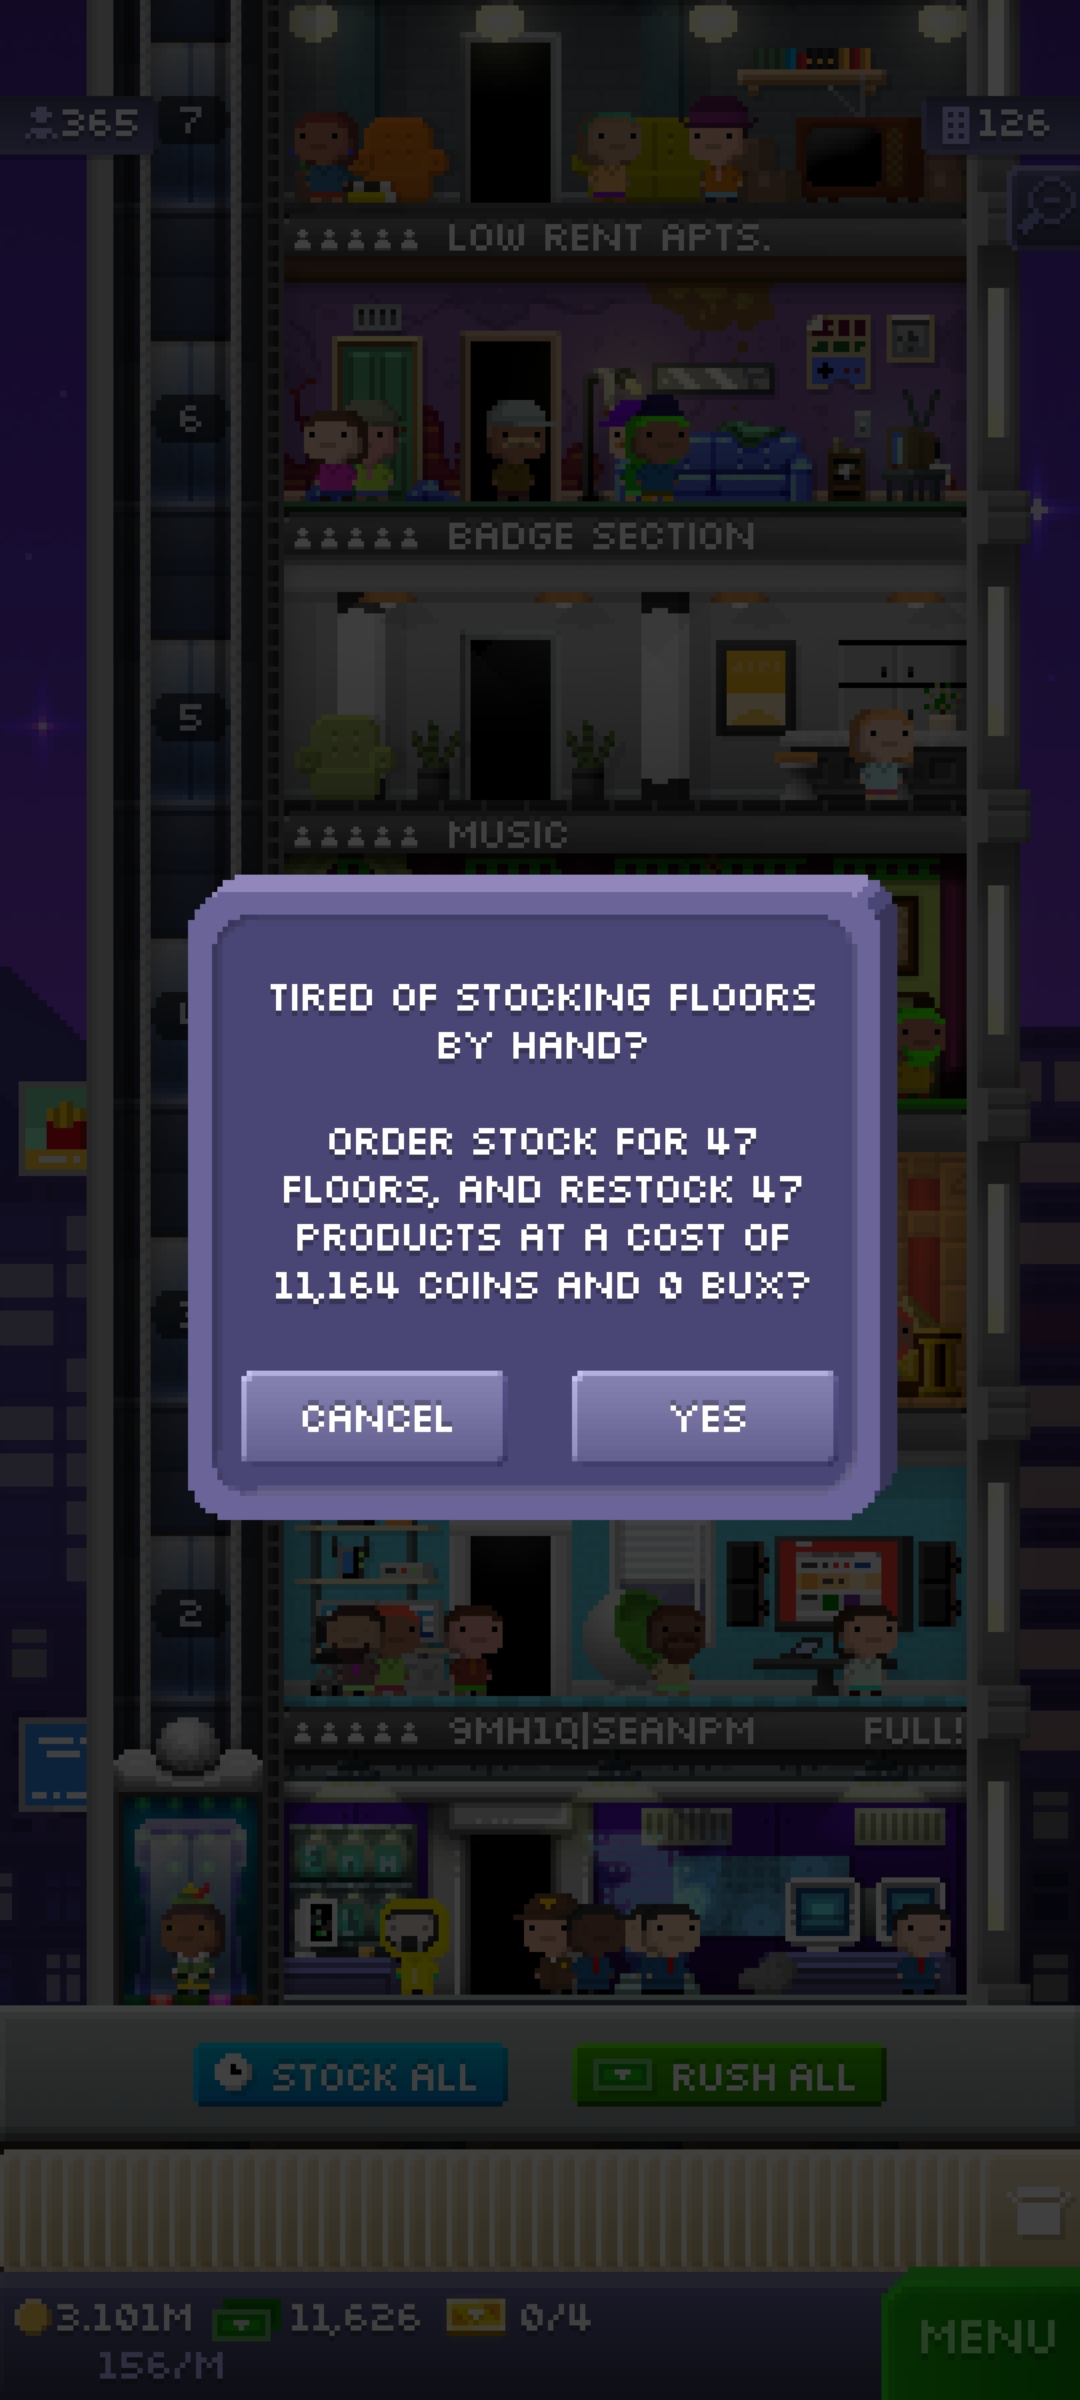 365
7
126
LOW RENT APTS.
6
BADGE SECTION
5
MUSIC
TIRED OF STOCKING FLOORS
BY HAND?
ORDER STOCK FOR 47
FLOORS, AND RESTOCK 47
PRODUCTS AT A COST OF
11,164 COINS AND 0 BUX?
CANCEL
YES
2
9MH1Q|SEANPM
FULL!
STOCK ALL
RUSH ALL
3.101M
11,626
0/4
156/M
MENU